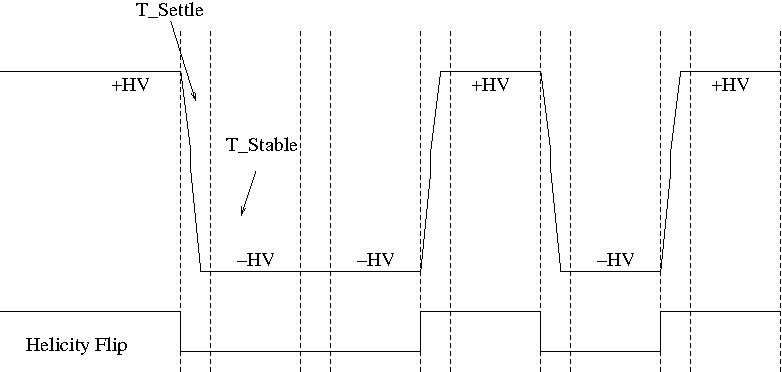 T_Settle
+HV
+HV
+HV
T_Stable
–HV
–HV
–HV
Helicity Flip